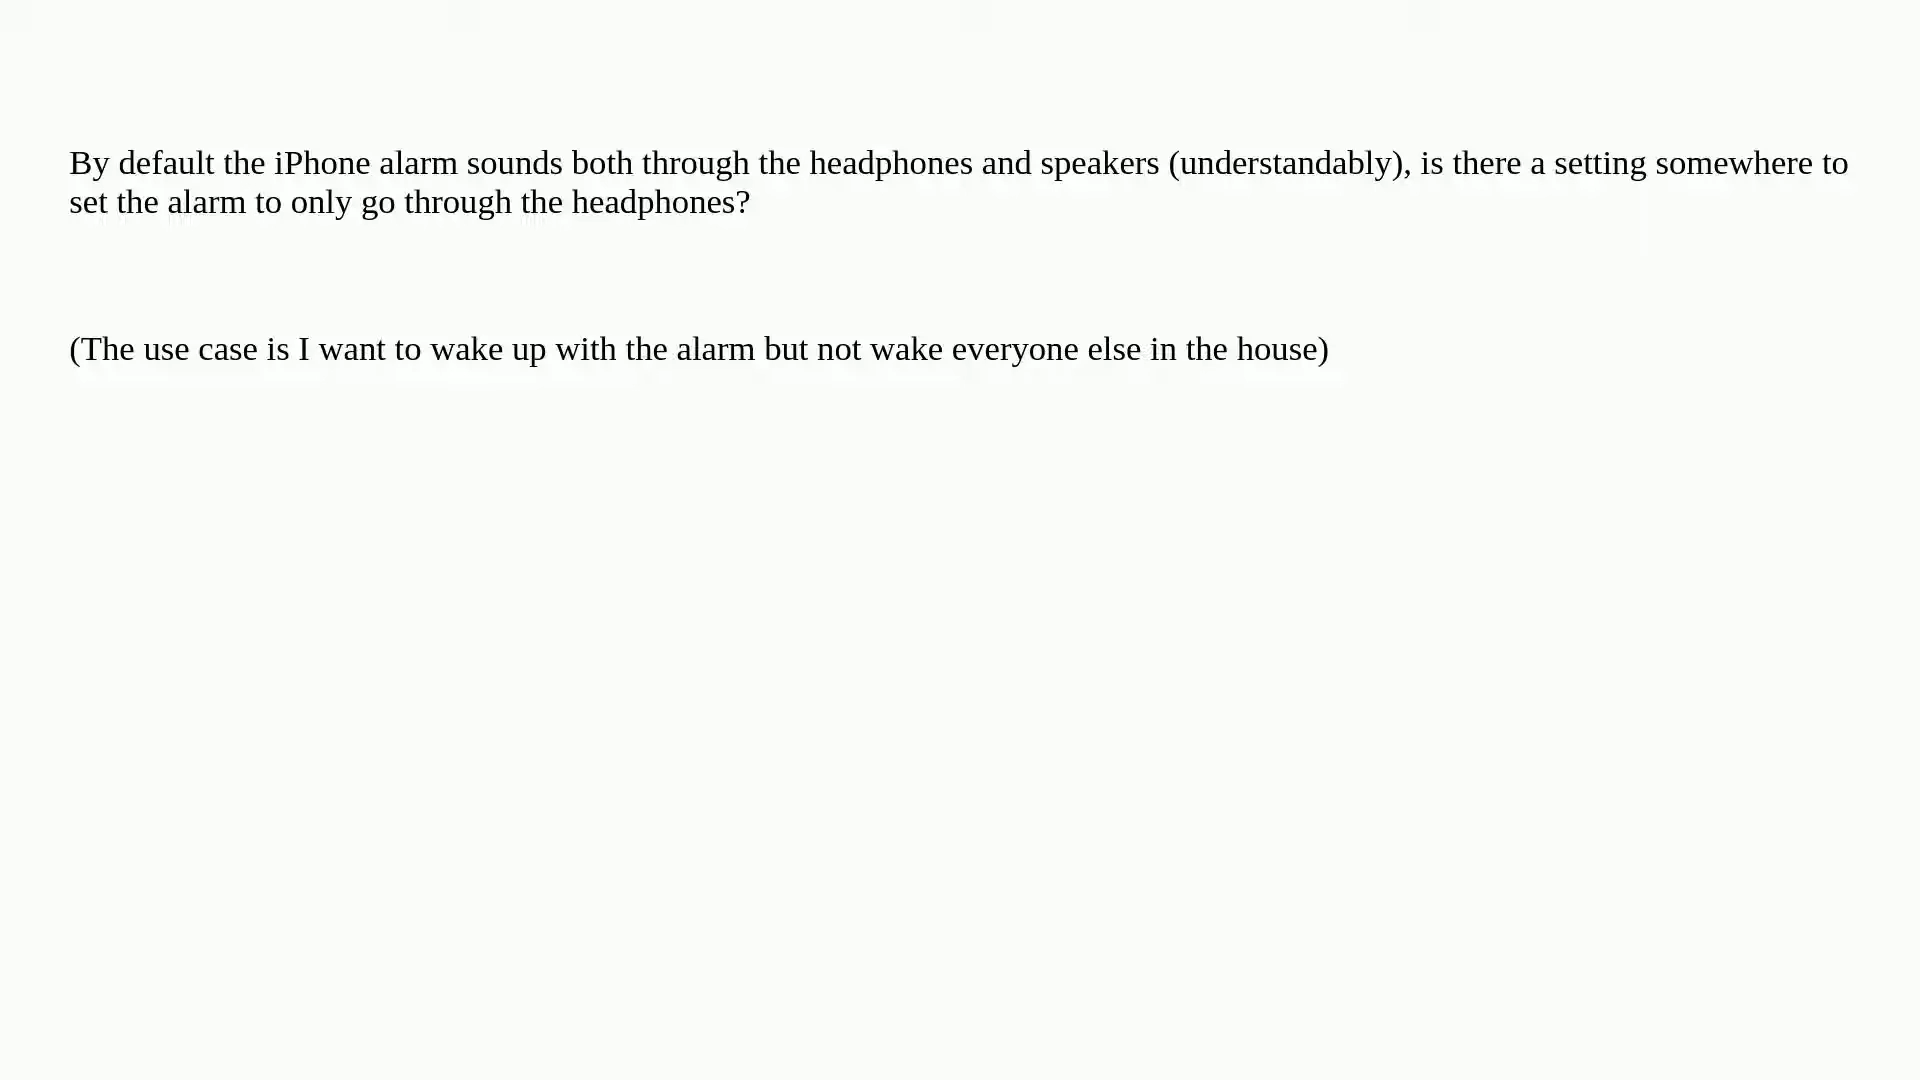 By default the iPhone alarm sounds both through the headphones and speakers (understandably), is there a setting somewhere to
set the alarm to only go through the headphones?
(The use case is I want to wake up with the alarm but not wake everyone else in the house)